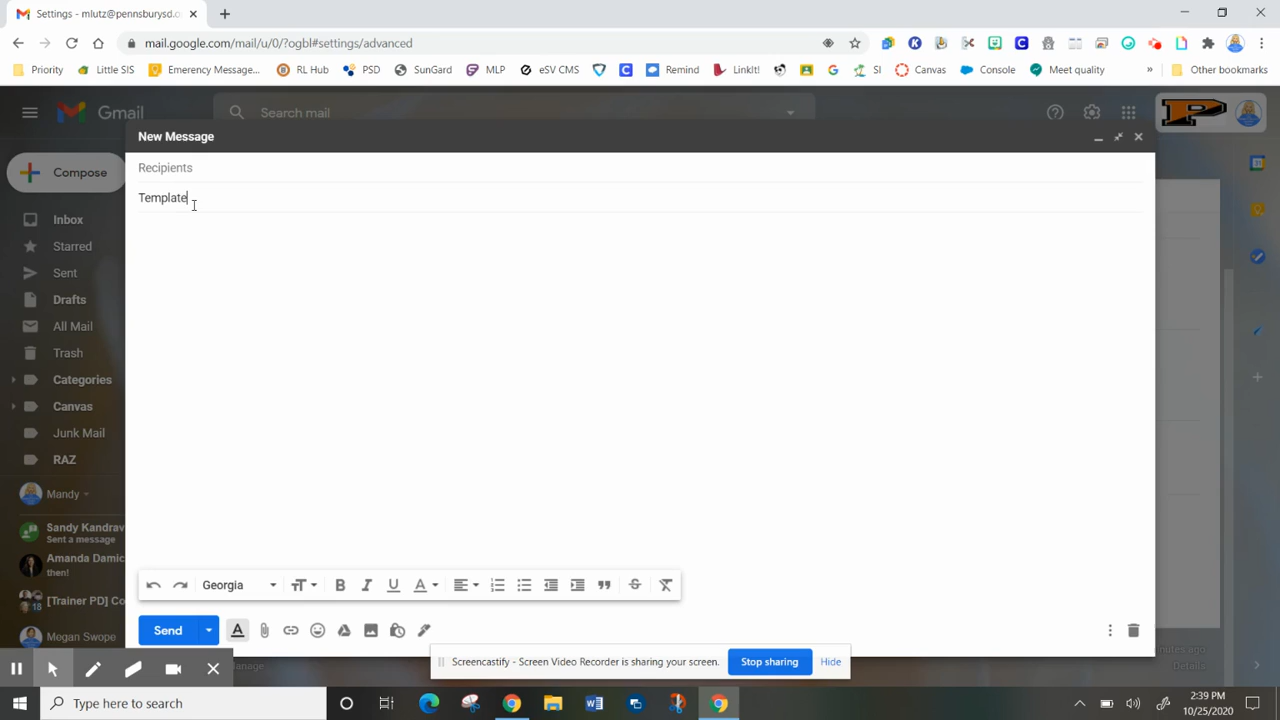 Settings - mlutz@pennsburysd.o
mail.google.com/mail/u/0/?ogbl#settings/advanced
Priority
Little SIS
Emerency Message...
RL Hub
PSD
SunGard
MLP
eSV CMS
Remind
LinkIt!
SI
Canvas
Console
Meet quality
»
Other bookmarks
Gmail
Search mail
New Message
Compose
Recipients
Template
Inbox
Starred
Sent
Drafts
All Mail
Trash
Categories
Canvas
Junk Mail
RAZ
Mandy
Sandy Kandrav
Sent a message
Amanda Damic
then!
18
[Trainer PD] Co
Megan Swope
Georgia
Send
Screencastify - Screen Video Recorder is sharing your screen.
Stop sharing
Hide
Details
Type here to search
2:39 PM
10/25/2020